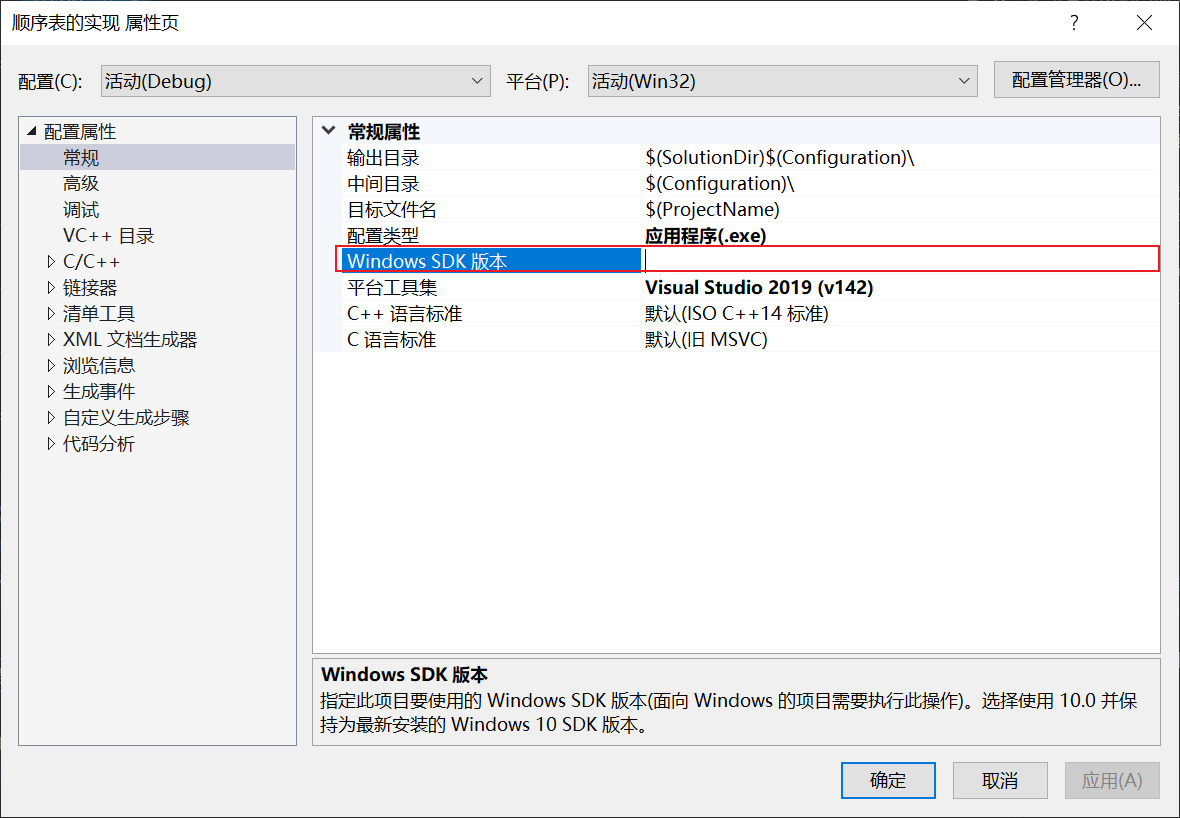 顺序表的实现 属性页
?
配置(C): 活动(Debug) 平台(P): 活动(Win32) 配置管理器(O)...
配置属性
常规
高级
调试
VC++ 目录
C/C++
链接器
清单工具
XML 文档生成器
浏览信息
生成事件
自定义生成步骤
代码分析
常规属性
输出目录 $(SolutionDir)$(Configuration)\
中间目录 $(Configuration)\
目标文件名 $(ProjectName)
配置类型 应用程序(.exe)
Windows SDK 版本
平台工具集 Visual Studio 2019 (v142)
C++ 语言标准 默认(ISO C++14 标准)
C 语言标准 默认(旧 MSVC)
Windows SDK 版本
指定此项目要使用的 Windows SDK 版本(面向 Windows 的项目需要执行此操作)。选择使用 10.0 并保
持为最新安装的 Windows 10 SDK 版本。
确定 取消 应用(A)